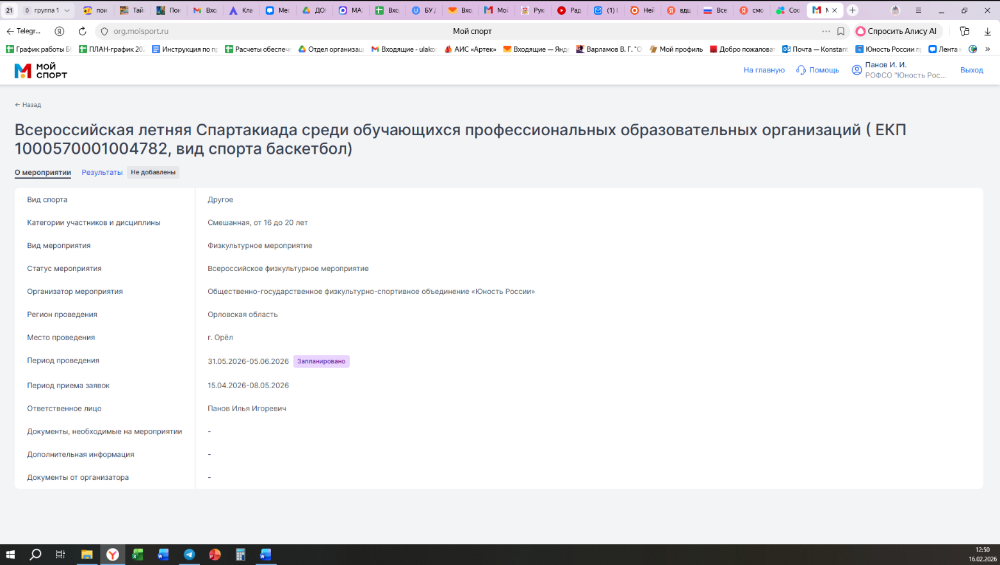 21
0 группа 1
пои
Тай
Пои
Вхо
Кла
Мес
ДО
МА
Вхо
БУ
Вхо
Мой
Рук
Рад
(1)
Ней
вдц
Все
смо
Соо
Telegr...
org.moisport.ru
Мой спорт
Спросить Алису AI
График работы
ПЛАН-график 202
Инструкция по пр
Расчеты обеспече
Отдел организац
Входящие - ulako
АИС «Артек»
Входящие — Янде
Варламов В. Г. "О
Мой профиль
Добро пожаловат
Почта — Konstant
Юность России п
Лента
»
МОЙ
СПОРТ
На главную
Помощь
Панов И. И.
РОФСО "Юность Рос...
Выход
← Назад
Всероссийская летняя Спартакиада среди обучающихся профессиональных образовательных организаций ( ЕКП
1000570001004782, вид спорта баскетбол)
О мероприятии
Результаты
Не добавлены
Вид спорта
Другое
Категории участников и дисциплины
Смешанная, от 16 до 20 лет
Вид мероприятия
Физкультурное мероприятие
Статус мероприятия
Всероссийское физкультурное мероприятие
Организатор мероприятия
Общественно-государственное физкультурно-спортивное объединение «Юность России»
Регион проведения
Орловская область
Место проведения
г. Орёл
Период проведения
31.05.2026-05.06.2026 Запланировано
Период приема заявок
15.04.2026-08.05.2026
Ответственное лицо
Панов Илья Игоревич
Документы, необходимые на мероприятии
-
Дополнительная информация
-
Документы от организатора
-
12:50
16.02.2026